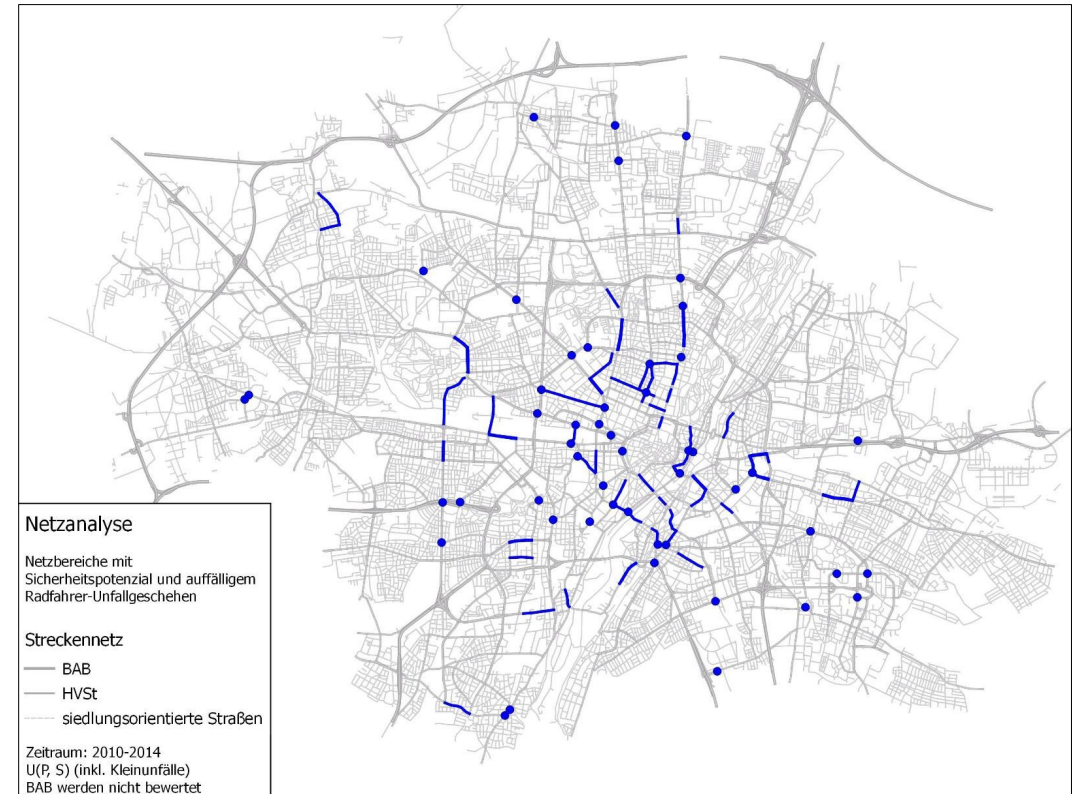 Netzanalyse
Netzbereiche mit
Sicherheitspotenzial und auffälligem
Radfahrer-Unfallgeschehen
Streckennetz
BAB
HVSt
siedlungsorientierte Straßen
Zeitraum: 2010-2014
U(P, S) (inkl. Kleinunfälle)
BAB werden nicht bewertet